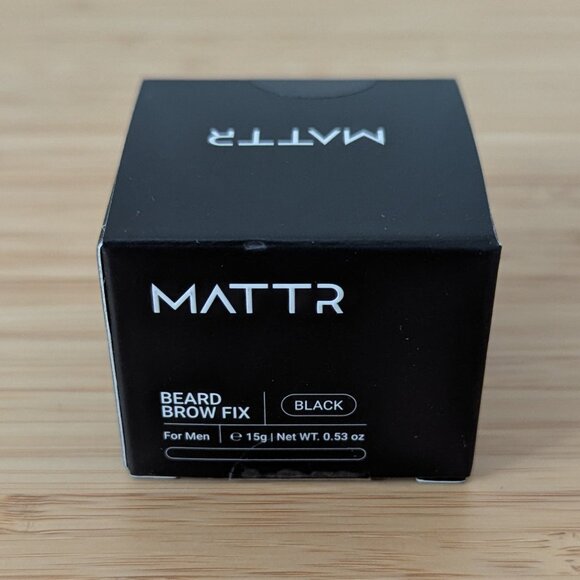 MATTR
MATTR
BEARD
BROW FIX
BLACK
For Men
℮ 15g | Net WT. 0.53 oz